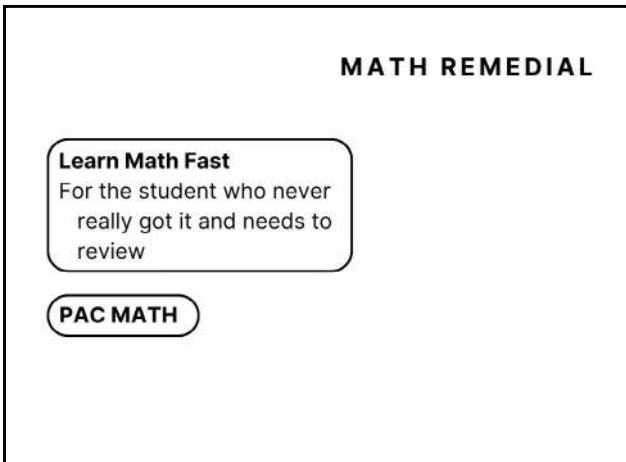 MATH REMEDIAL
Learn Math Fast
For the student who never
really got it and needs to
review
PAC MATH